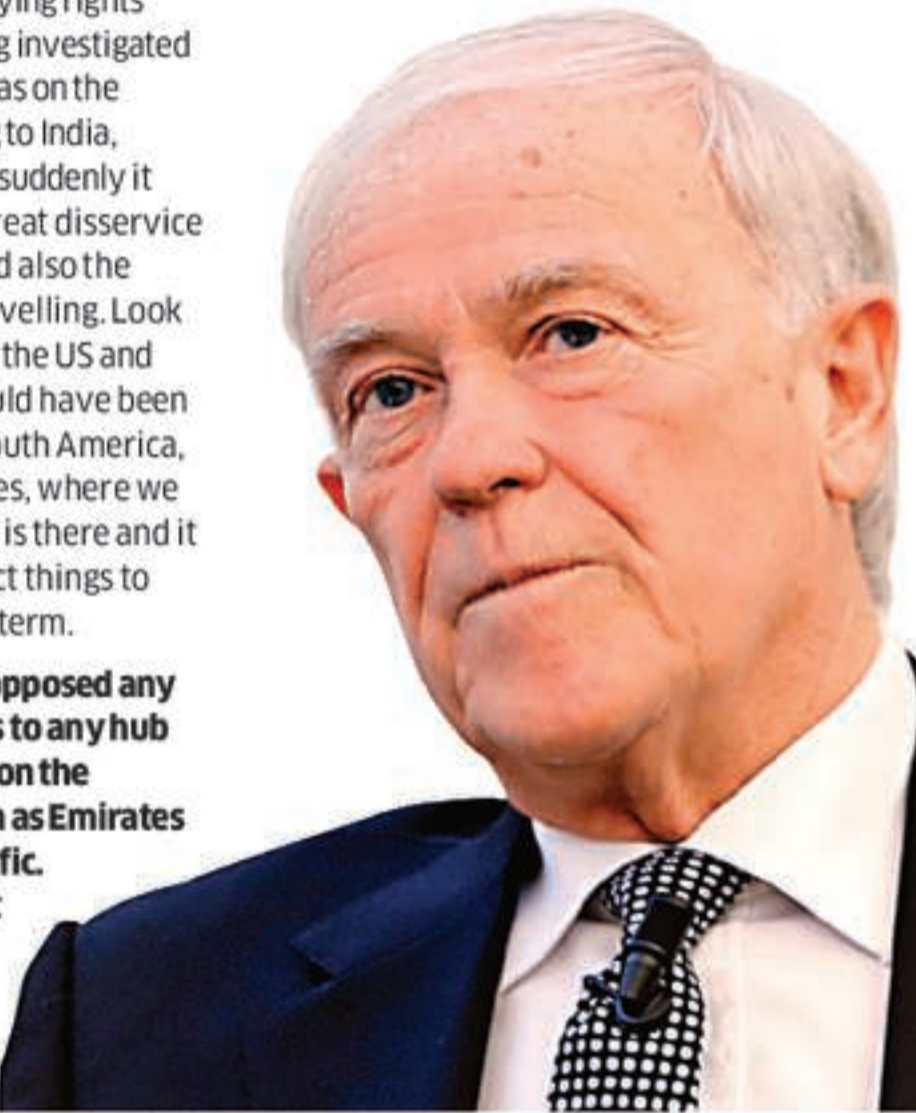 ying rights
g investigated
as on the
to India,
suddenly it
reat disservice
d also the
velling. Look
the US and
uld have been
outh America,
es, where we
is there and it
ct things to
term.
opposed any
s to any hub
on the
n as Emirates
fic.